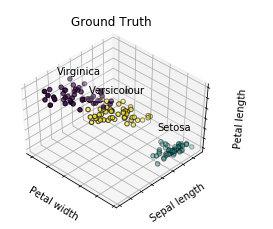 Ground Truth
Virginica
Versicolour
Setosa
Petal width
Sepal length
Petal length